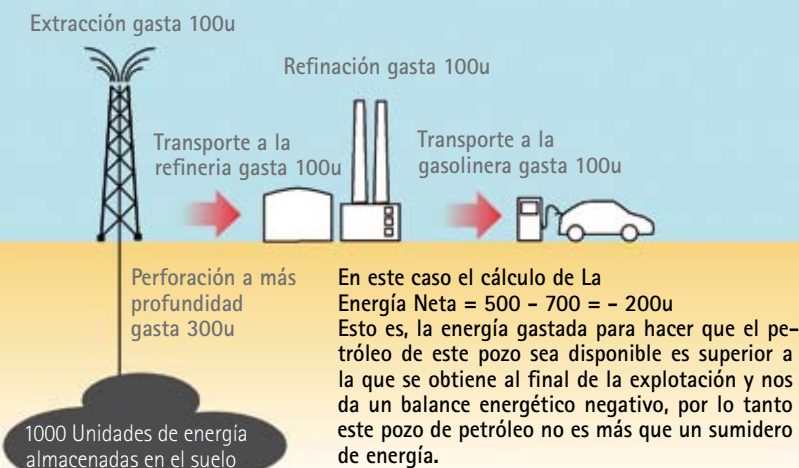 Extracción gasta 100u
Refinación gasta 100u
Transporte a la
refineria gasta 100u
Transporte a la
gasolinera gasta 100u
Perforación a más
profundidad
gasta 300u
En este caso el cálculo de La
Energía Neta = 500 - 700 = - 200u
Esto es, la energía gastada para hacer que el pe-
tróleo de este pozo sea disponible es superior a
la que se obtiene al final de la explotación y nos
da un balance energético negativo, por lo tanto
este pozo de petróleo no es más que un sumidero
de energía.
1000 Unidades de energía
almacenadas en el suelo